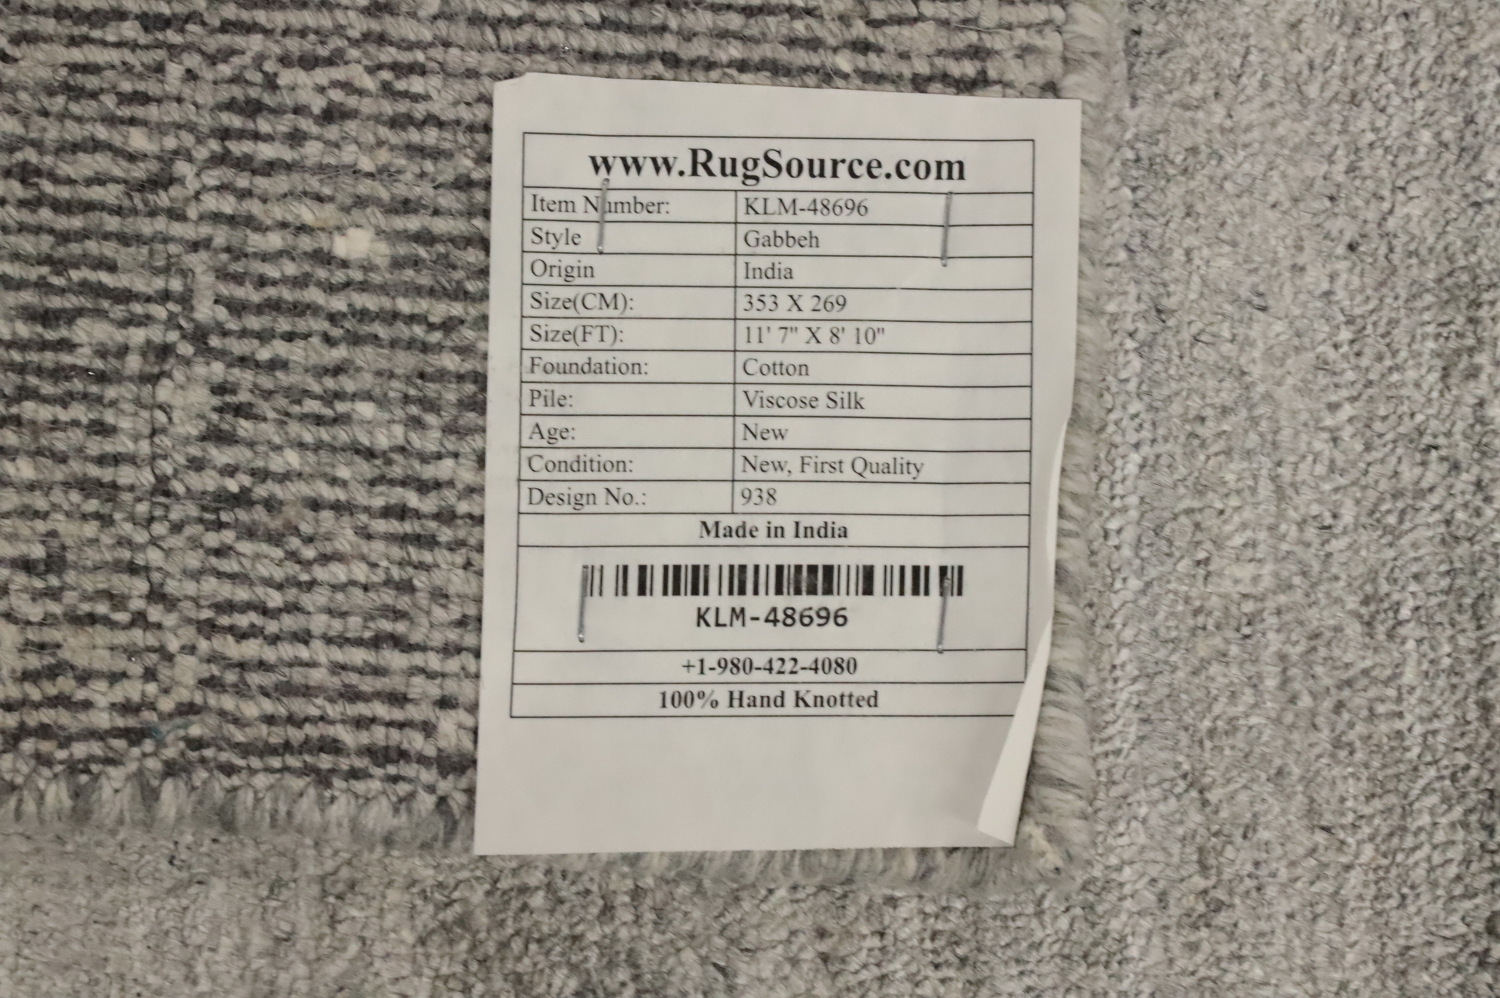 www.RugSource.com
Item Number: KLM-48696
Style Gabbeh
Origin India
Size(CM): 353 X 269
Size(FT): 11' 7" X 8' 10"
Foundation: Cotton
Pile: Viscose Silk
Age: New
Condition: New, First Quality
Design No.: 938
Made in India
KLM-48696
+1-980-422-4080
100% Hand Knotted